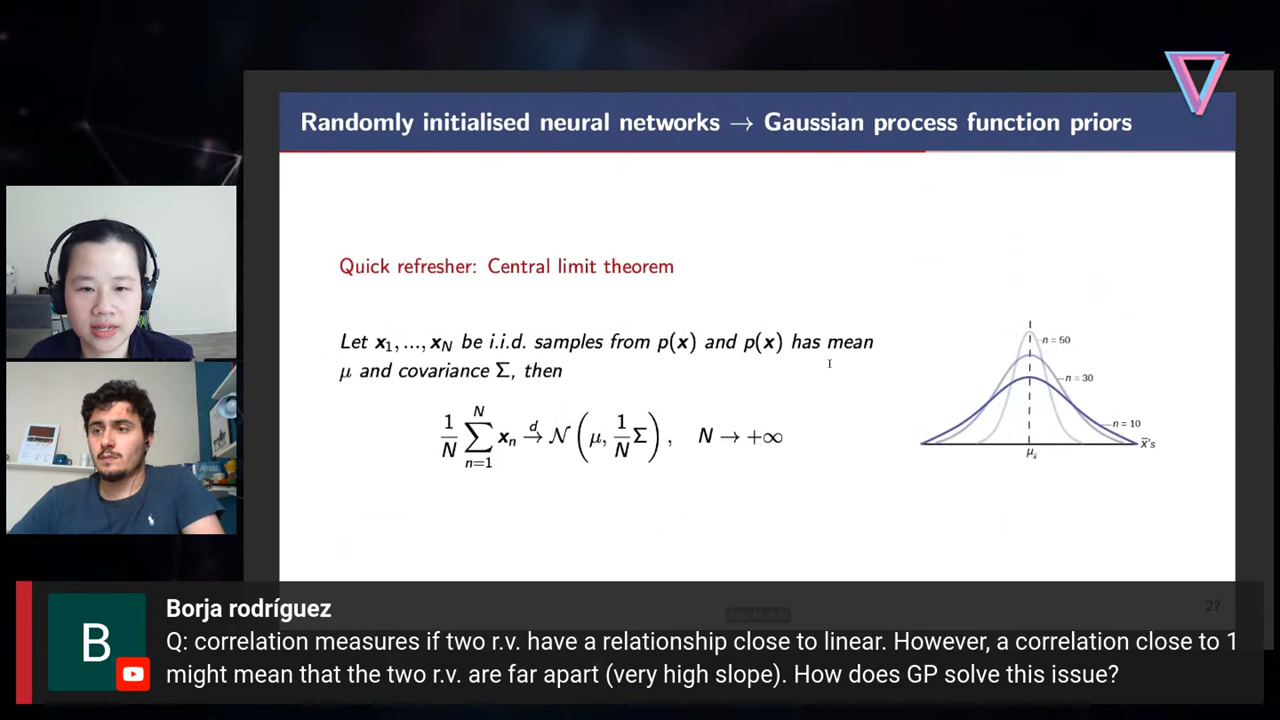 Randomly initialised neural networks → Gaussian process function priors
Quick refresher: Central limit theorem
Let x₁, ..., x_N be i.i.d. samples from p(x) and p(x) has mean
μ and covariance Σ, then
1/N ∑_{n=1}^{N} x_n →^d 𝒩(μ, 1/N Σ), N → +∞
n = 50
n = 30
n = 10
X̄'s
27
B
Borja rodríguez
Q: correlation measures if two r.v. have a relationship close to linear. However, a correlation close to 1
might mean that the two r.v. are far apart (very high slope). How does GP solve this issue?